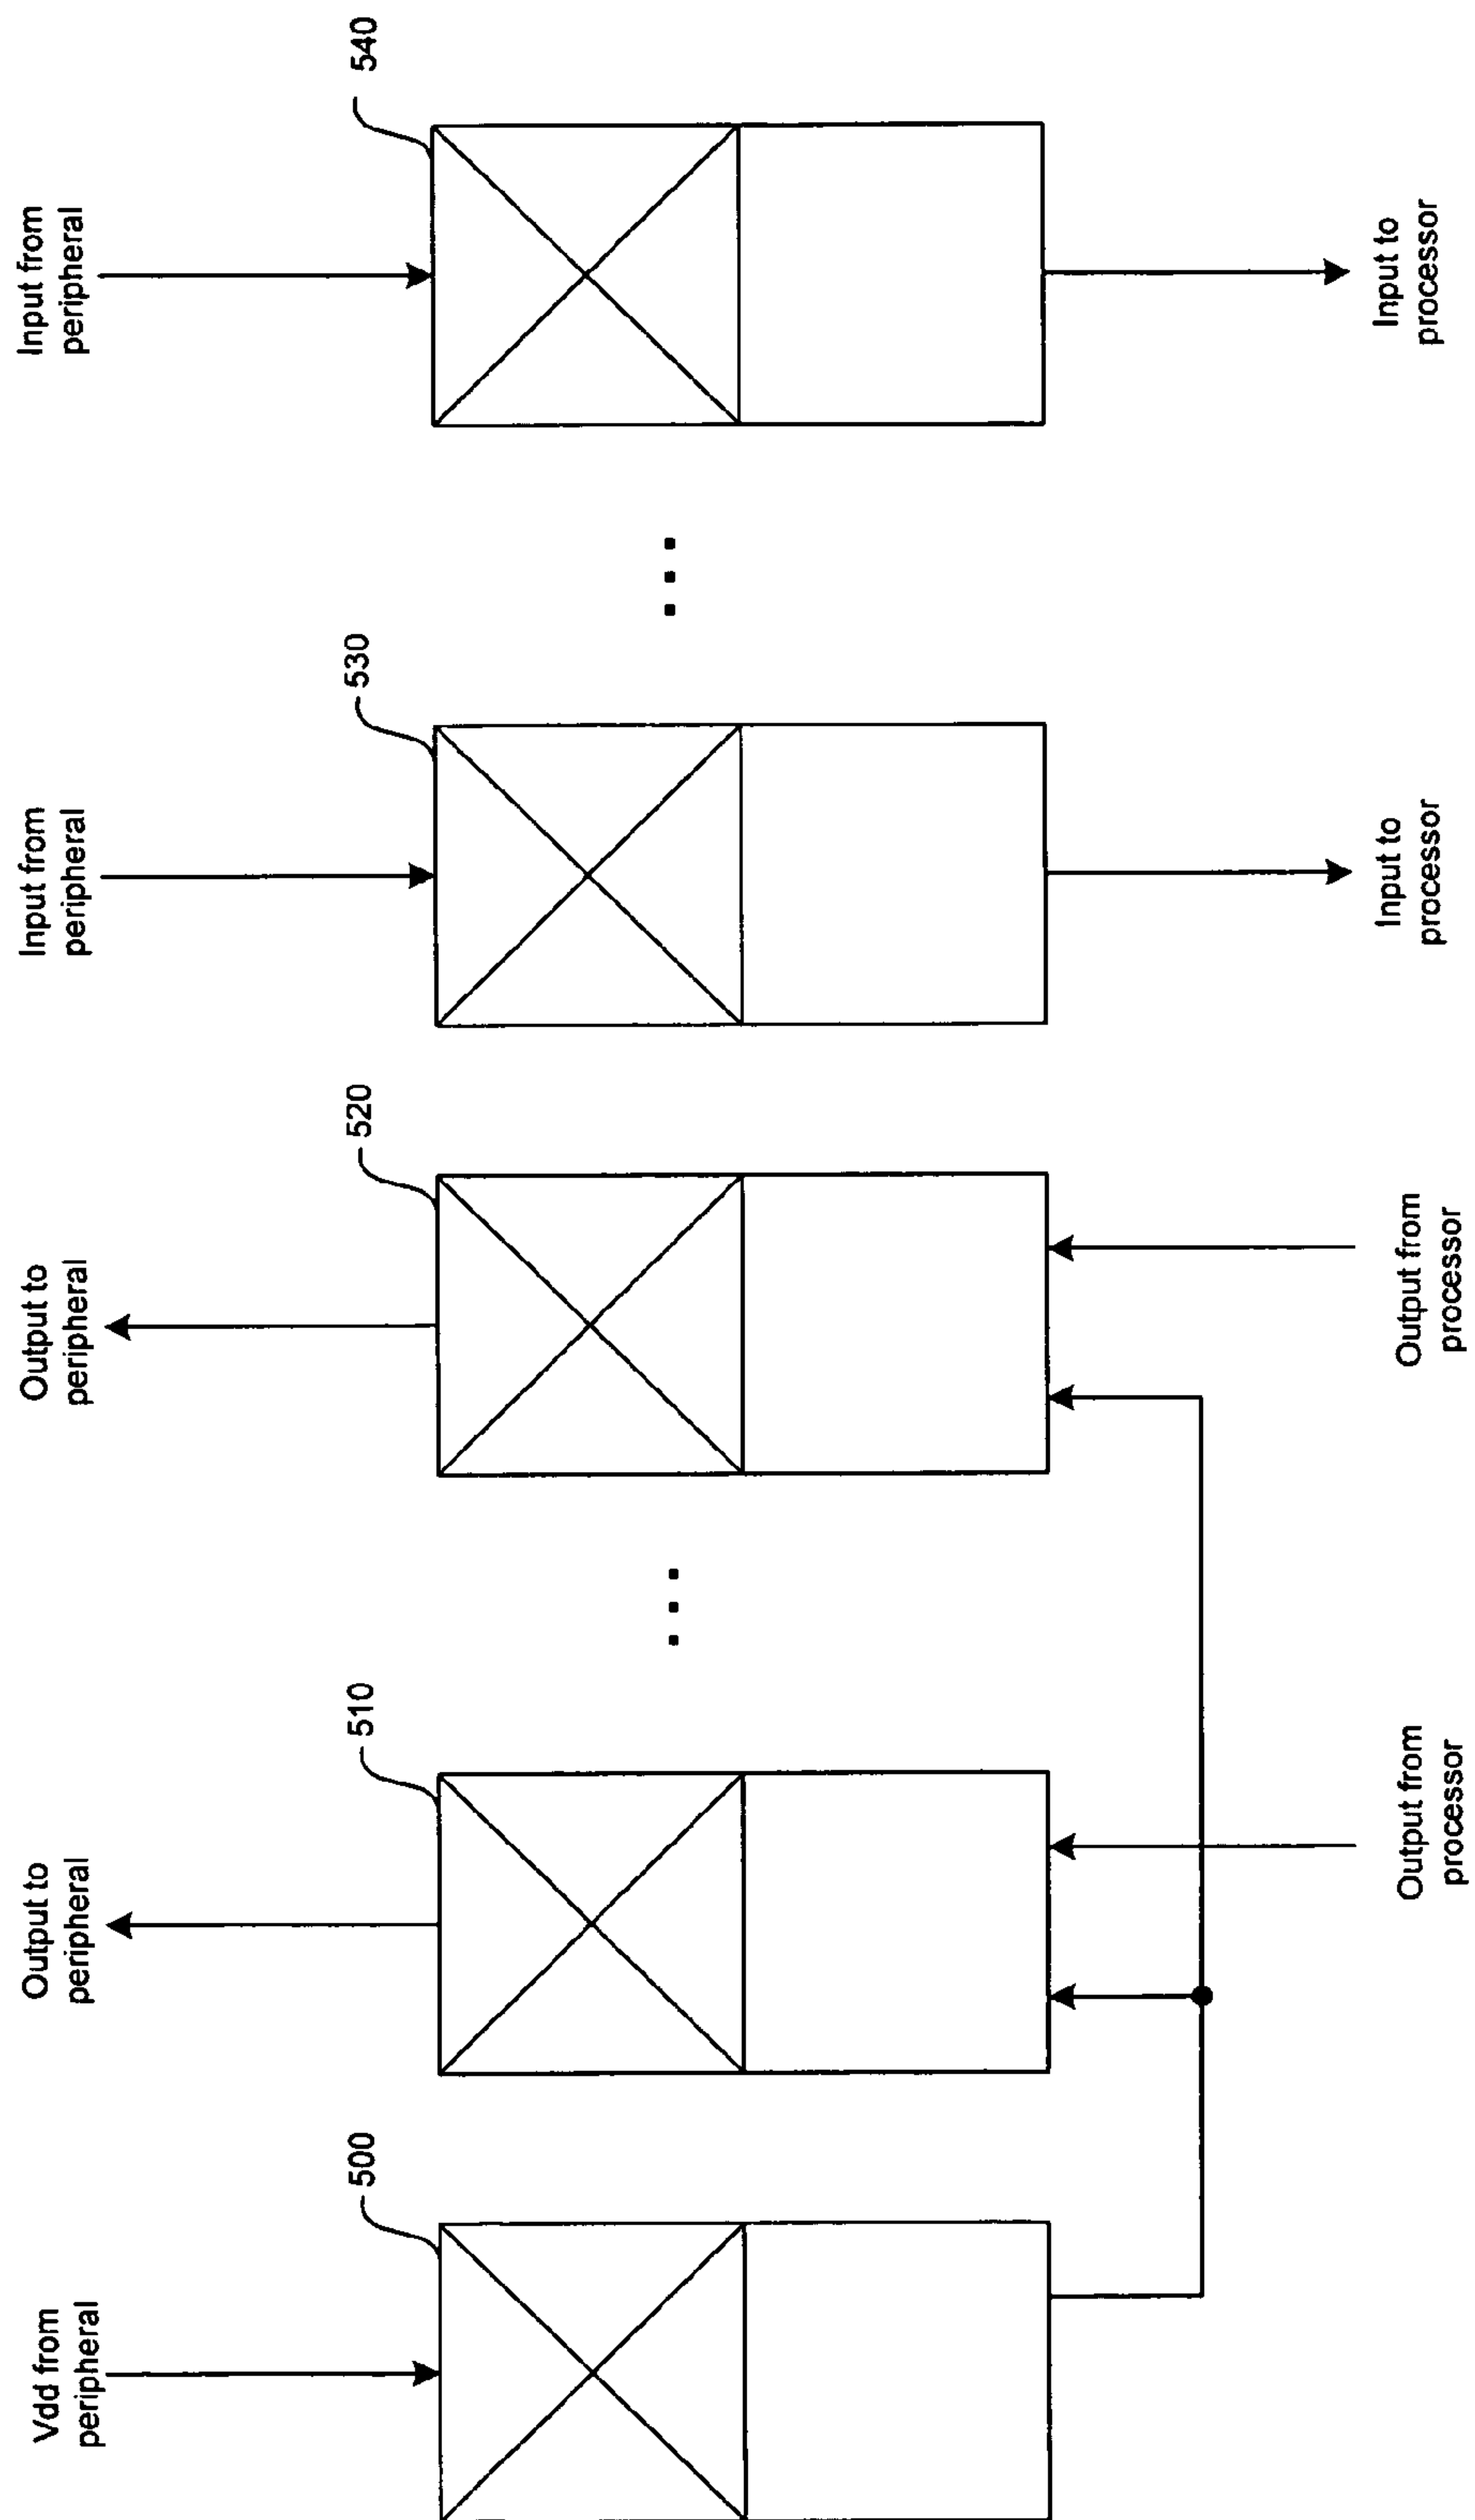 Vdd from
peripheral
500
Output to
peripheral
510
Output from
processor
. . .
Output to
peripheral
520
Output from
processor
Input from
peripheral
530
Input to
processor
. . .
Input from
peripheral
540
Input to
processor